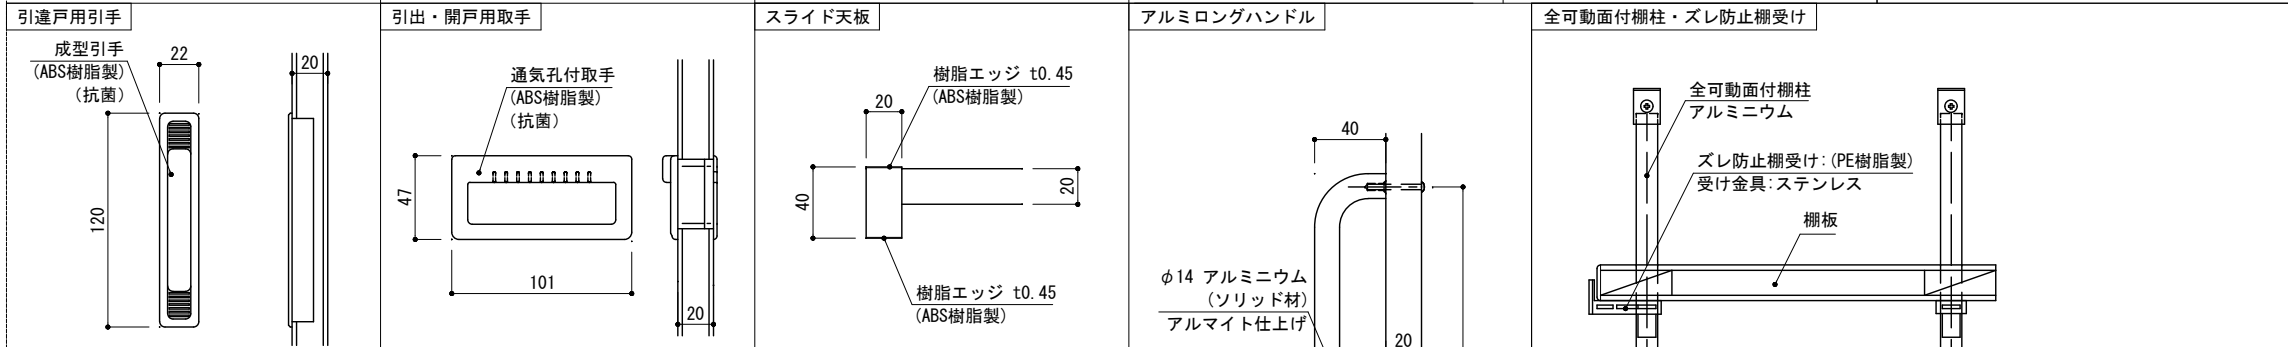 引違戸用引手
成型引手
(ABS樹脂製)
(抗菌)
22
20
120
引出・開戸用取手
通気孔付取手
(ABS樹脂製)
(抗菌)
47
101
20
スライド天板
樹脂エッジ t0.45
(ABS樹脂製)
20
40
20
樹脂エッジ t0.45
(ABS樹脂製)
アルミロングハンドル
40
φ14 アルミニウム
(ソリッド材)
アルマイト仕上げ
20
全可動面付棚柱・ズレ防止棚受け
全可動面付棚柱
アルミニウム
ズレ防止棚受け:(PE樹脂製)
受け金具:ステンレス
棚板